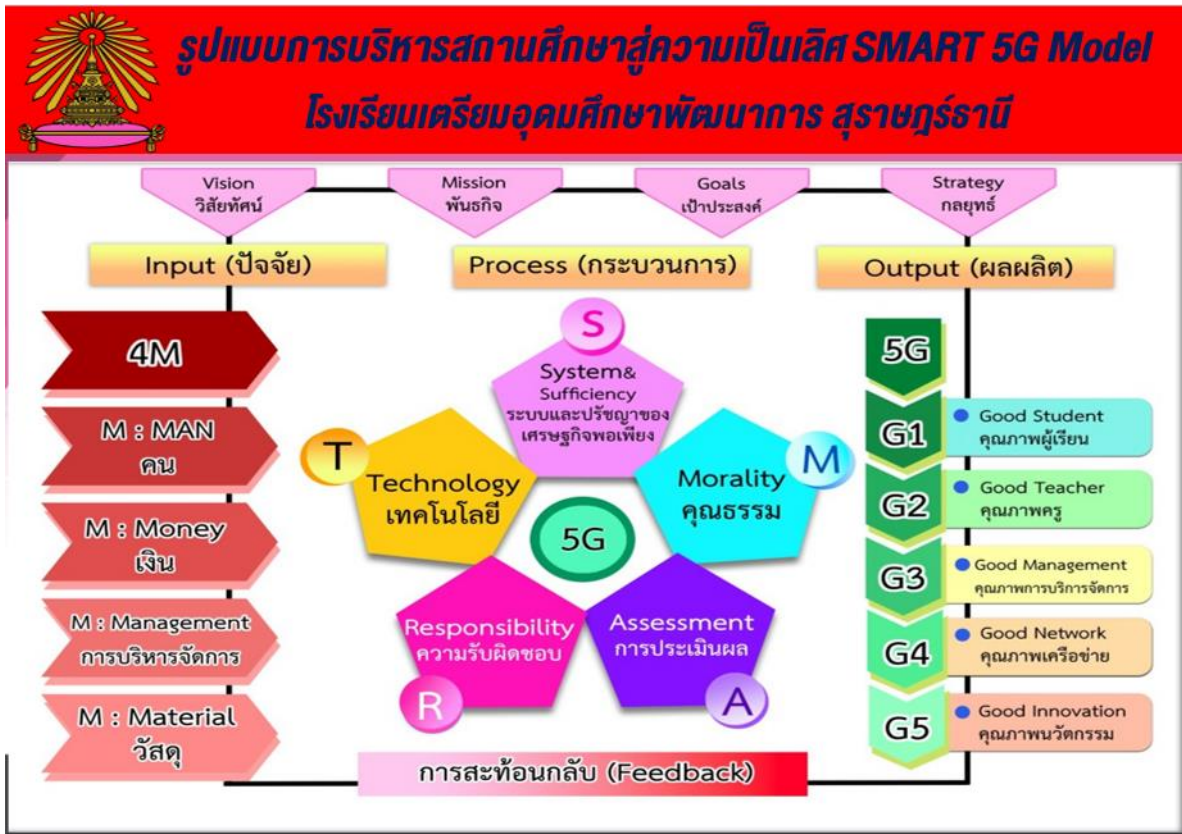 รูปแบบการบริหารสถานศึกษาสู่ความเป็นเลิศ SMART 5G Model
โรงเรียนเตรียมอุดมศึกษาพัฒนาการ สุราษฎร์ธานี
Vision
วิสัยทัศน์
Mission
พันธกิจ
Goals
เป้าประสงค์
Strategy
กลยุทธ์
Input (ปัจจัย)
Process (กระบวนการ)
Output (ผลผลิต)
4M
M : MAN
คน
M : Money
เงิน
M : Management
การบริหารจัดการ
M : Material
วัสดุ
S
System&
Sufficiency
ระบบและปรัชญาของ
เศรษฐกิจพอเพียง
M
Morality
คุณธรรม
A
Assessment
การประเมินผล
R
Responsibility
ความรับผิดชอบ
T
Technology
เทคโนโลยี
5G
5G
G1
Good Student
คุณภาพผู้เรียน
G2
Good Teacher
คุณภาพครู
G3
Good Management
คุณภาพการบริการจัดการ
G4
Good Network
คุณภาพเครือข่าย
G5
Good Innovation
คุณภาพนวัตกรรม
การสะท้อนกลับ (Feedback)